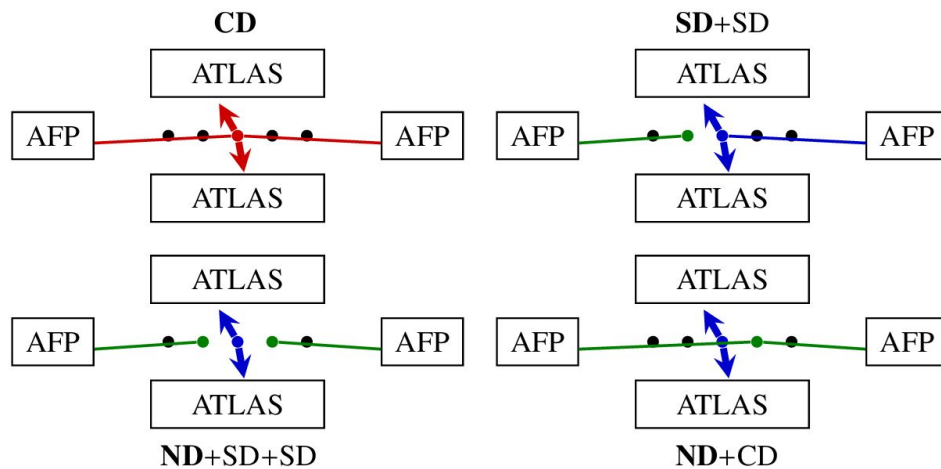 CD
ATLAS
AFP
AFP
ATLAS
SD+SD
ATLAS
AFP
AFP
ATLAS
ATLAS
AFP
AFP
ATLAS
ND+SD+SD
ATLAS
AFP
AFP
ATLAS
ND+CD